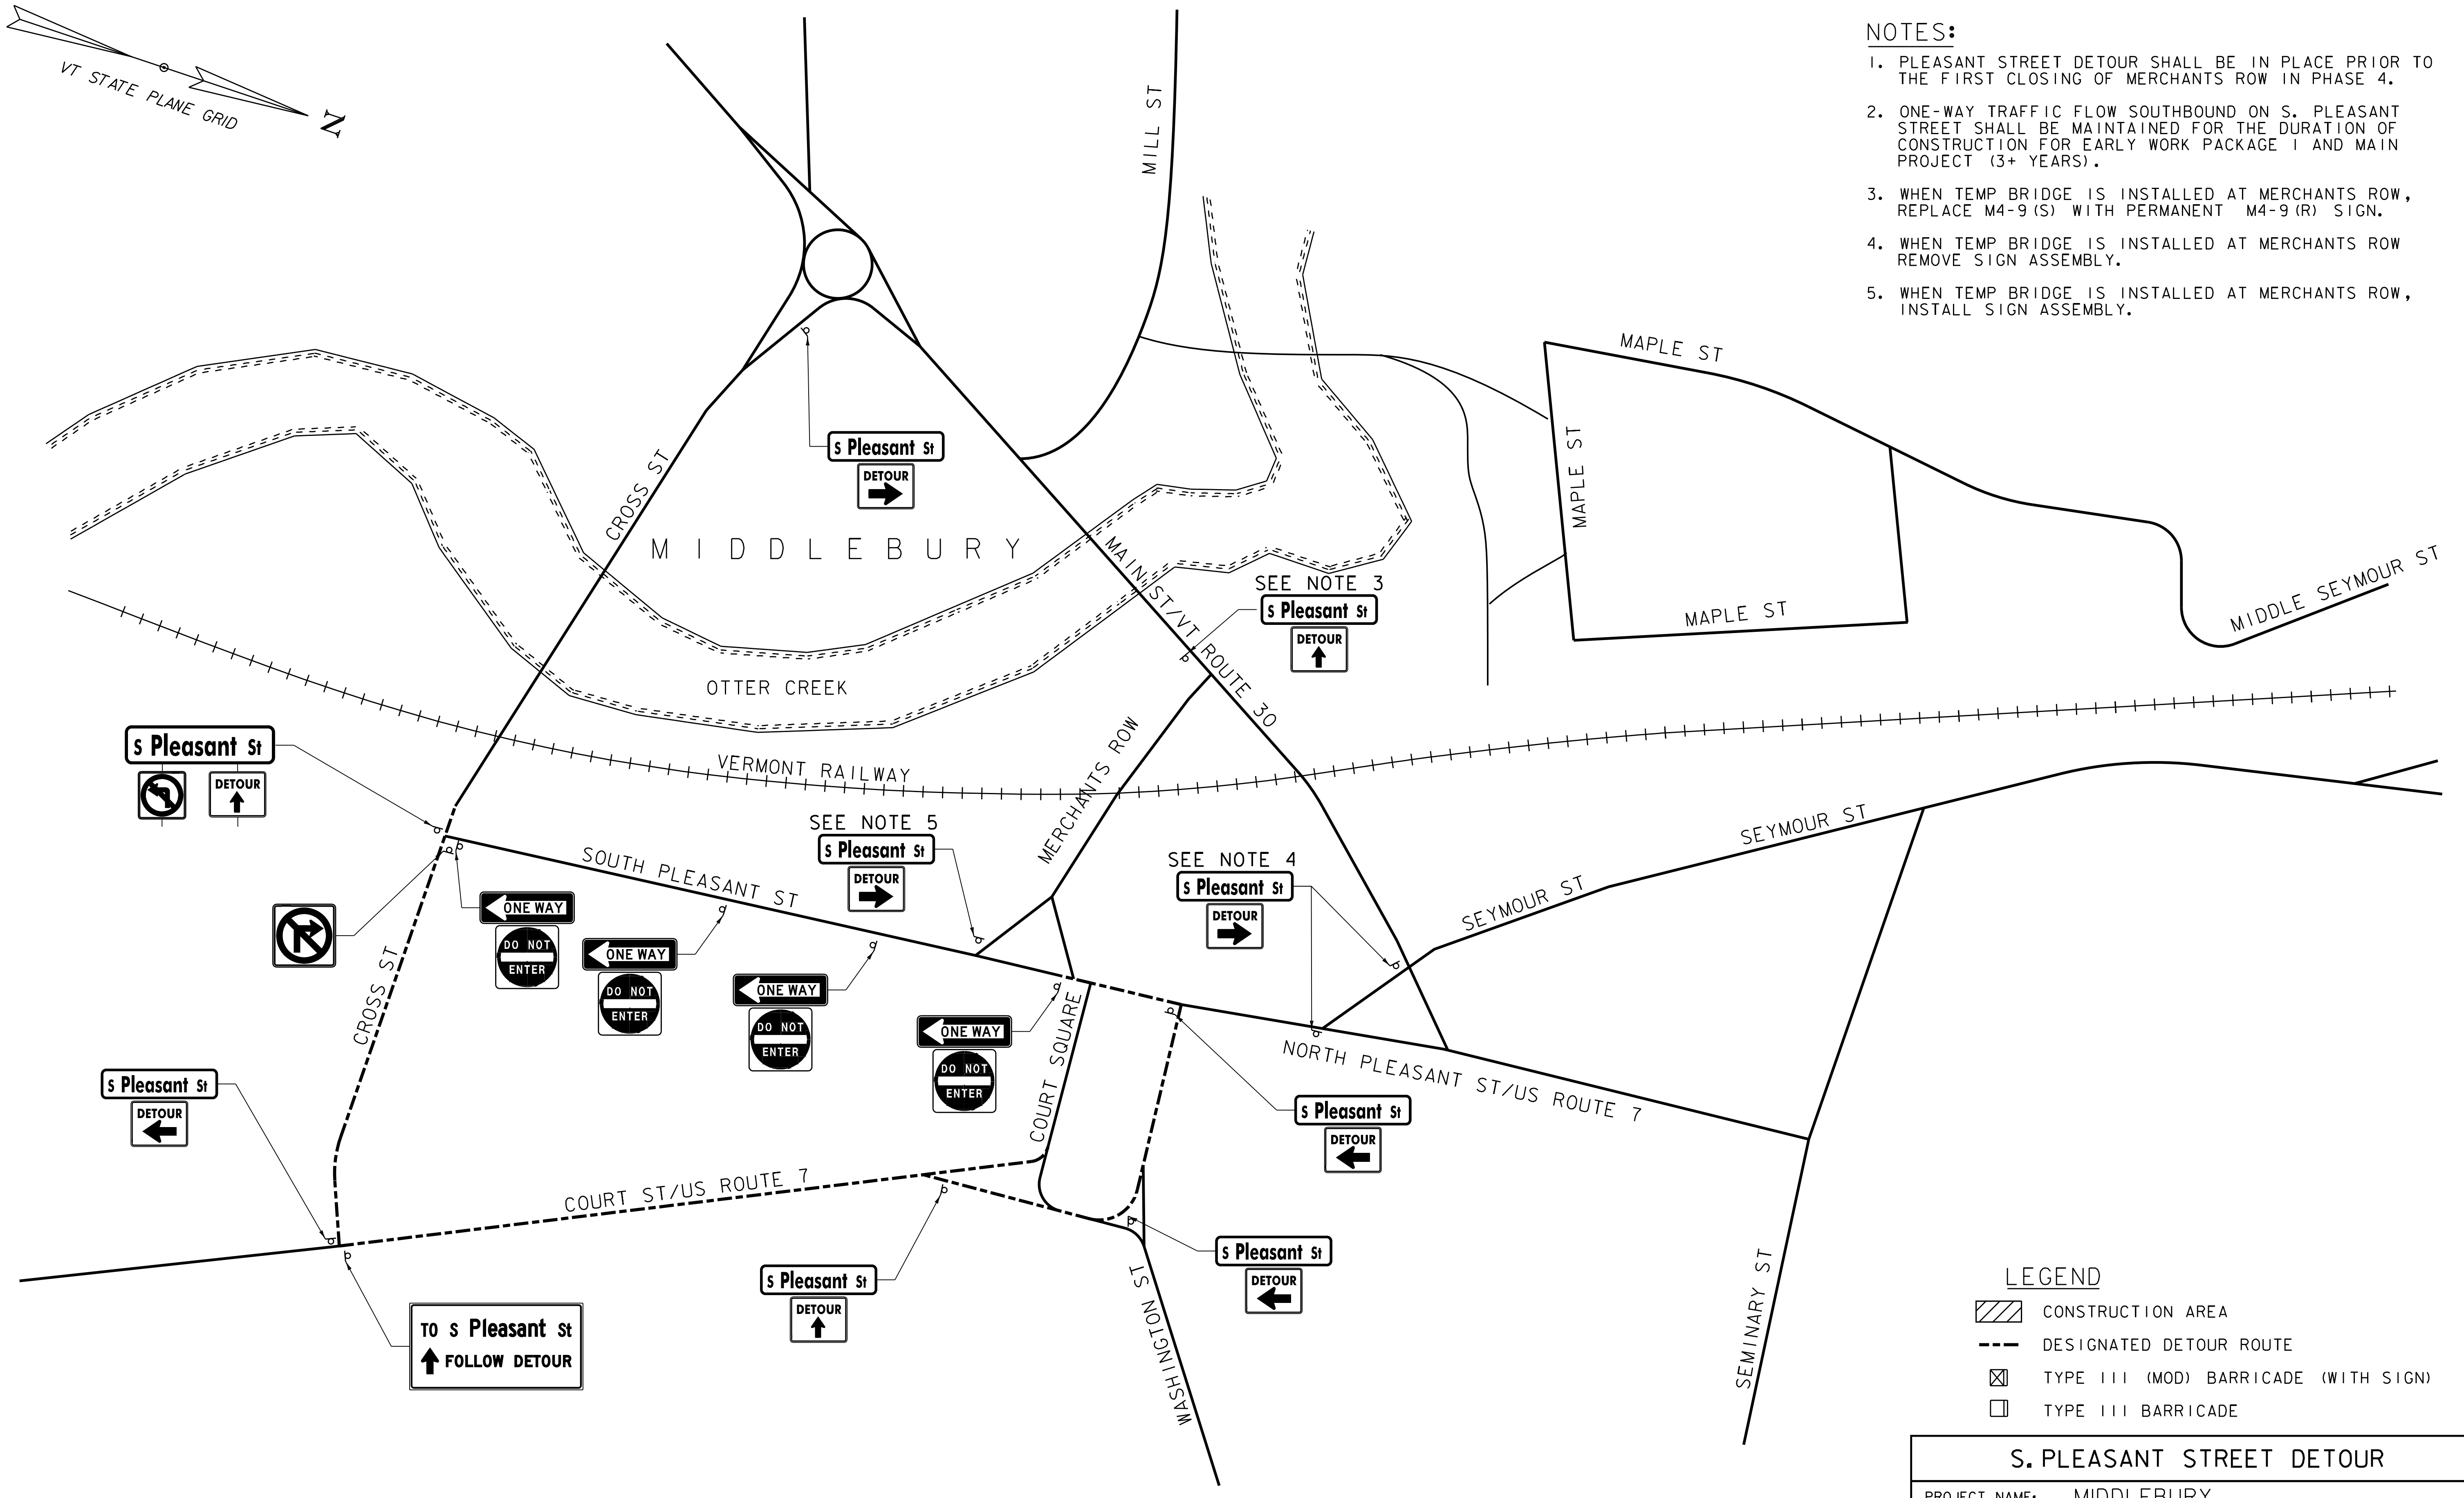 NOTES:
1. PLEASANT STREET DETOUR SHALL BE IN PLACE PRIOR TO
THE FIRST CLOSING OF MERCHANTS ROW IN PHASE 4.
2. ONE-WAY TRAFFIC FLOW SOUTHBOUND ON S. PLEASANT
STREET SHALL BE MAINTAINED FOR THE DURATION OF
CONSTRUCTION FOR EARLY WORK PACKAGE 1 AND MAIN
PROJECT (3+ YEARS).
3. WHEN TEMP BRIDGE IS INSTALLED AT MERCHANTS ROW,
REPLACE M4-9(S) WITH PERMANENT M4-9(R) SIGN.
4. WHEN TEMP BRIDGE IS INSTALLED AT MERCHANTS ROW
REMOVE SIGN ASSEMBLY.
5. WHEN TEMP BRIDGE IS INSTALLED AT MERCHANTS ROW,
INSTALL SIGN ASSEMBLY.
VT STATE PLANE GRID
N
MILL ST
MAPLE ST
MAPLE ST
MAPLE ST
MIDDLE SEYMOUR ST
S Pleasant St
DETOUR
CROSS ST
MIDDLEBURY
MAIN ST/VT ROUTE 30
SEE NOTE 3
S Pleasant St
DETOUR
OTTER CREEK
VERMONT RAILWAY
MERCHANTS ROW
S Pleasant St
DETOUR
SOUTH PLEASANT ST
SEE NOTE 5
S Pleasant St
DETOUR
SEE NOTE 4
S Pleasant St
DETOUR
SEYMOUR ST
SEYMOUR ST
ONE WAY
DO NOT
ENTER
ONE WAY
DO NOT
ENTER
ONE WAY
DO NOT
ENTER
ONE WAY
DO NOT
ENTER
CROSS ST
COURT SQUARE
NORTH PLEASANT ST/US ROUTE 7
S Pleasant St
DETOUR
S Pleasant St
DETOUR
COURT ST/US ROUTE 7
S Pleasant St
DETOUR
S Pleasant St
DETOUR
WASHINGTON ST
SEMINARY ST
TO S Pleasant St
FOLLOW DETOUR
LEGEND
CONSTRUCTION AREA
DESIGNATED DETOUR ROUTE
TYPE III (MOD) BARRICADE (WITH SIGN)
TYPE III BARRICADE
S. PLEASANT STREET DETOUR
PROJECT NAME: MIDDLEBURY